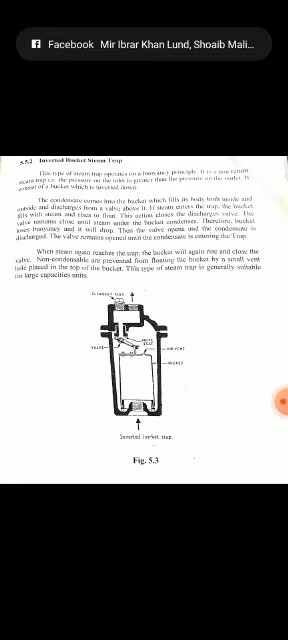 Facebook Mir Ibrar Khan Lund, Shoaib Mali...
5.5.2 Inverted Bucket Steam Trap
This type of steam trap operates on a buoyancy principle. It is a non return
steam trap i.e. the pressure on the inlet is greater than the pressure on the outlet. It
consist of a bucket which is inverted down.
The condensate comes into the bucket which fills its body both inside and
outside and discharges from a valve above it. If steam enters the trap, the bucket
fills with steam and rises to float. This action closes the discharges valve. The
valve remains close until steam under the bucket condenses. Therefore, bucket
loses buoyancy and it will drop. Then the valve opens and the condensate is
discharged. The valve remains opened until the condensate is entering the Trap.
When steam again reaches the trap, the bucket will again rise and close the
valve. Non-condensable are prevented from floating the bucket by a small vent
hole placed in the top of the bucket. This type of steam trap is generally suitable
for large capacities units.
CLEANOUT PLUG
VALVE
SEAT
VALVE
AIR VENT
BUCKET
Inverted bucket trap.
Fig. 5.3